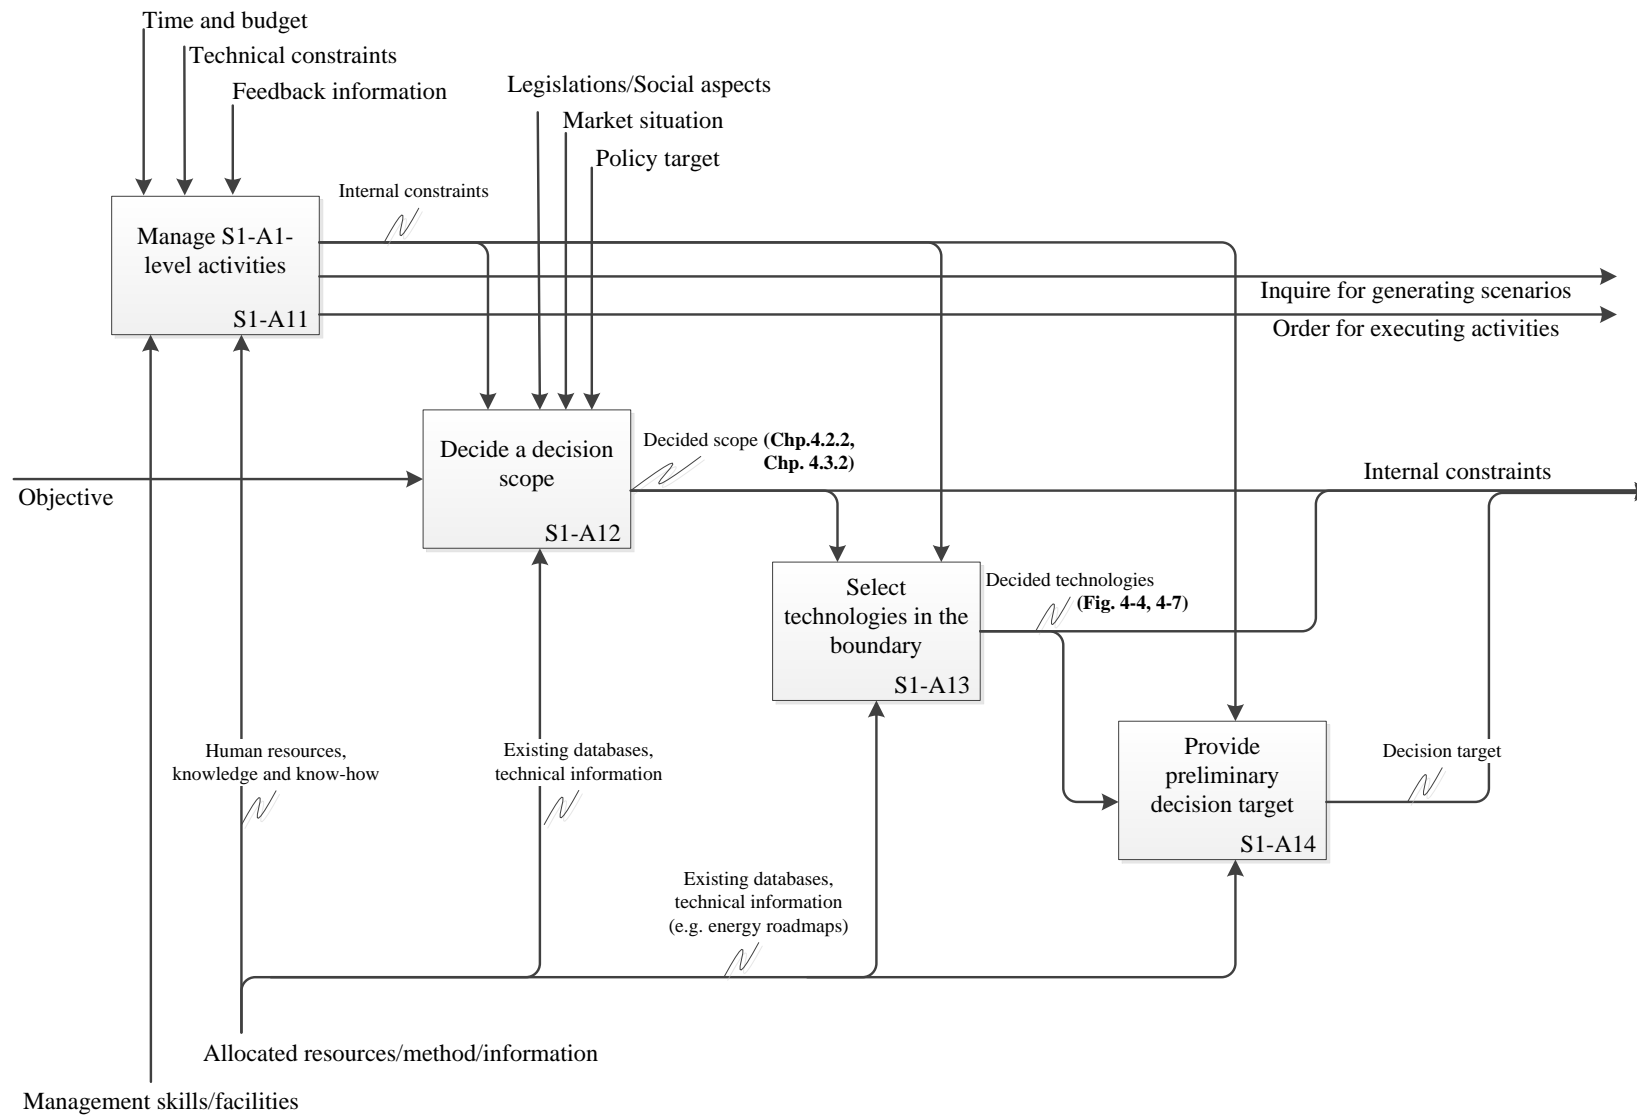 Time and budget
Technical constraints
Feedback information
Legislations/Social aspects
Market situation
Policy target
Internal constraints
Manage S1-A1-
level activities
S1-A11
Inquire for generating scenarios
Order for executing activities
Decide a decision
scope
S1-A12
Decided scope (Chp.4.2.2,
Chp. 4.3.2)
Internal constraints
Objective
Select
technologies in the
boundary
S1-A13
Decided technologies
(Fig. 4-4, 4-7)
Provide
preliminary
decision target
S1-A14
Decision target
Human resources,
knowledge and know-how
Existing databases,
technical information
Existing databases,
technical information
(e.g. energy roadmaps)
Allocated resources/method/information
Management skills/facilities